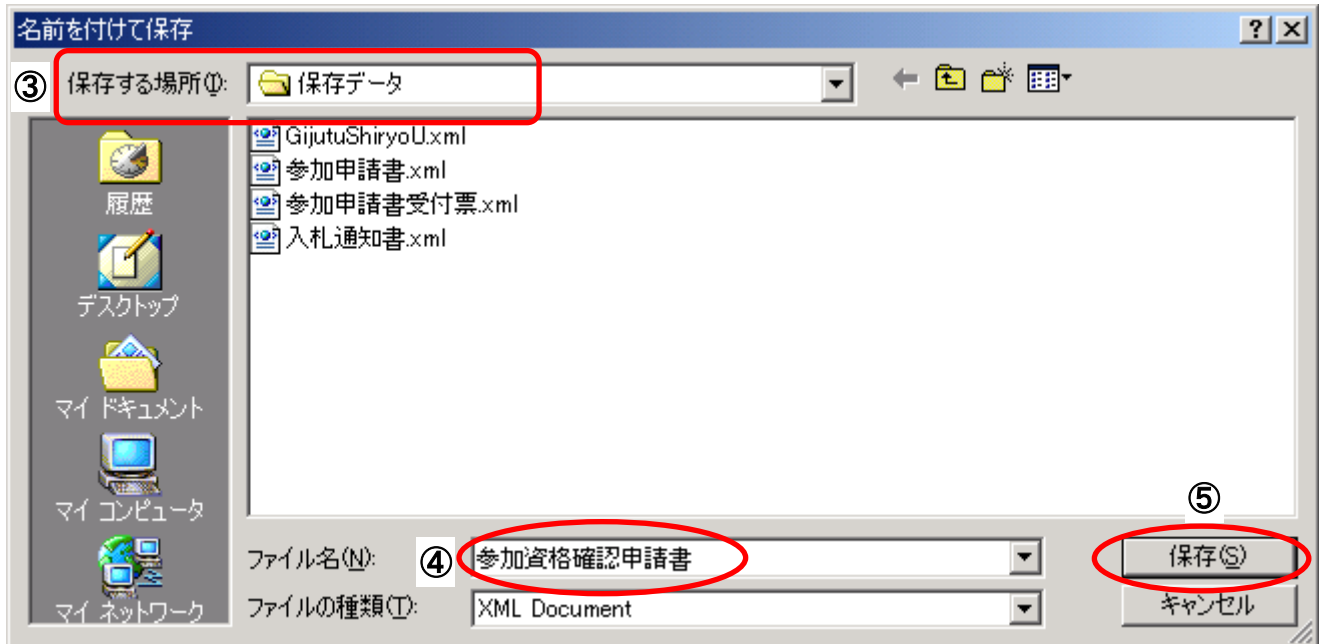 名前を付けて保存
③ 保存する場所(I): 保存データ
GijutuShiryoU.xml
参加申請書.xml
参加申請書受付票.xml
入札通知書.xml
履歴
デスクトップ
マイ ドキュメント
マイ コンピュータ
マイ ネットワーク
⑤
ファイル名(N): ④ 参加資格確認申請書 保存(S)
ファイルの種類(T): XML Document キャンセル